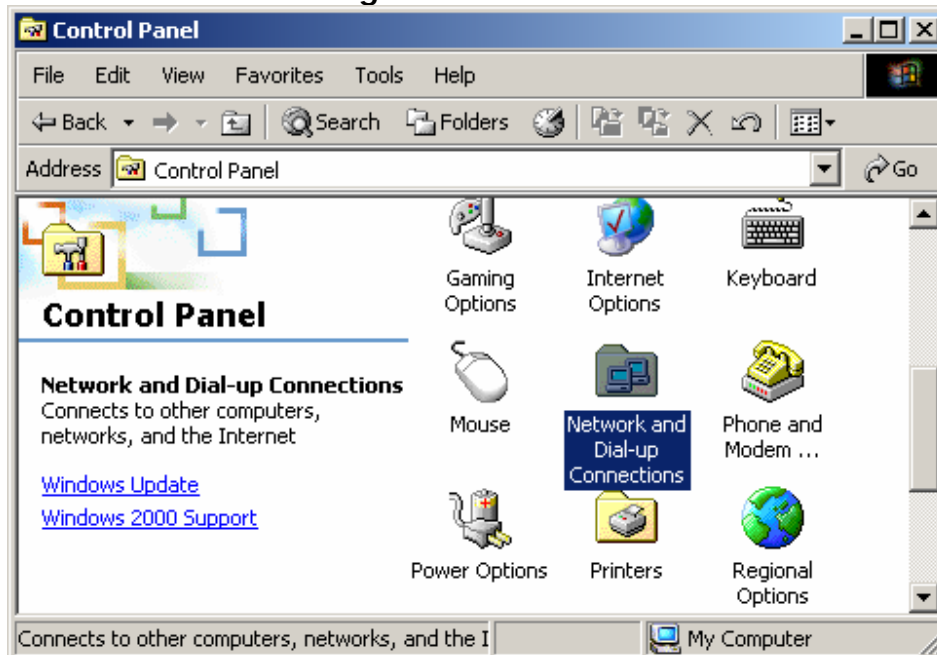 Control Panel
File Edit View Favorites Tools Help
Back Search Folders
Address Control Panel Go
Control Panel
Network and Dial-up Connections
Connects to other computers,
networks, and the Internet
Windows Update
Windows 2000 Support
Gaming
Options
Internet
Options
Keyboard
Mouse
Network and
Dial-up
Connections
Phone and
Modem ...
Power Options
Printers
Regional
Options
Connects to other computers, networks, and the I
My Computer